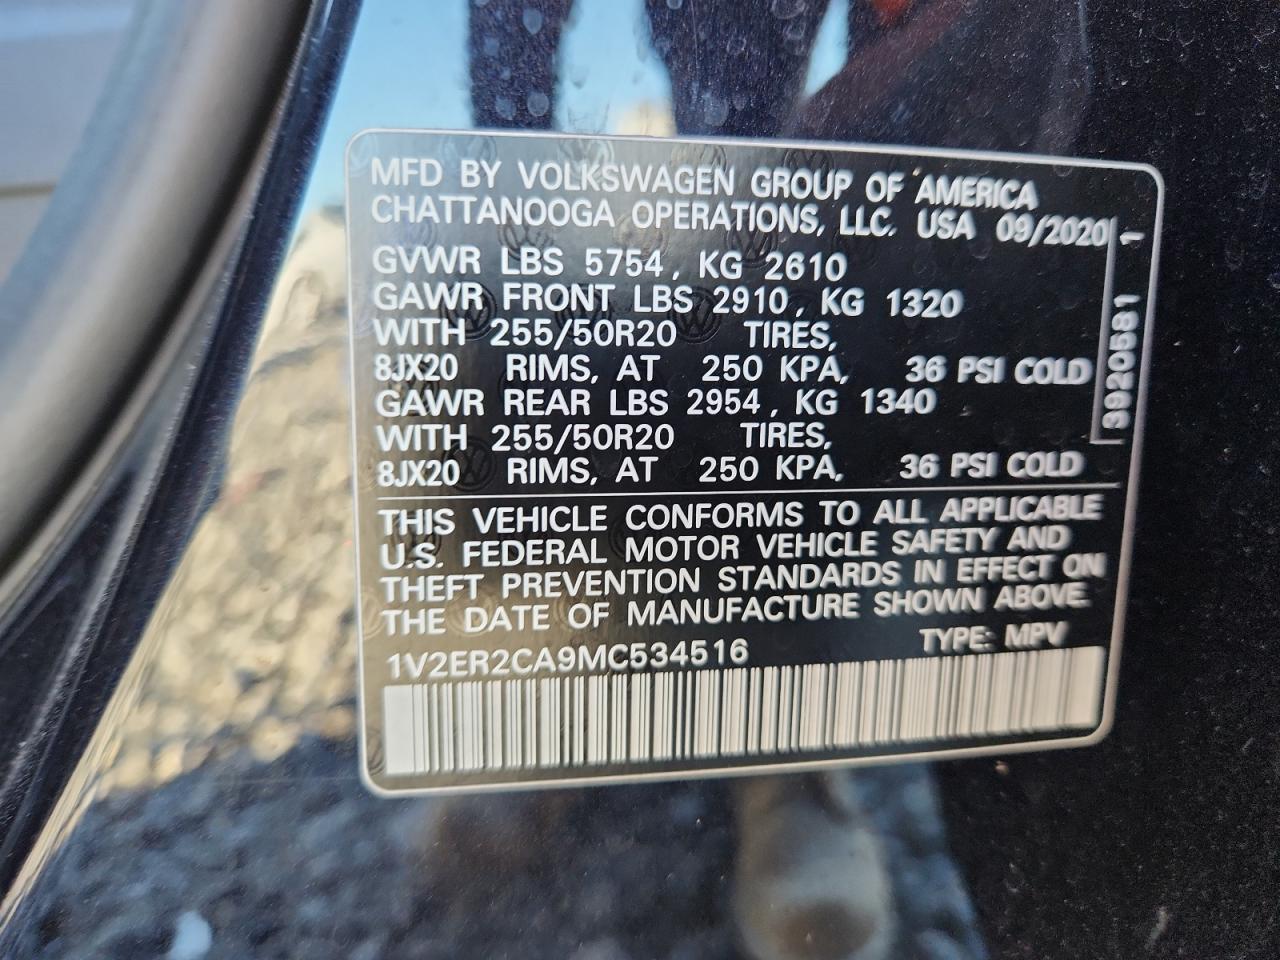 MFD BY VOLKSWAGEN GROUP OF AMERICA
CHATTANOOGA OPERATIONS, LLC. USA 09/2020
GVWR LBS 5754, KG 2610
GAWR FRONT LBS 2910, KG 1320
WITH 255/50R20 TIRES,
8JX20 RIMS, AT 250 KPA, 36 PSI COLD
GAWR REAR LBS 2954, KG 1340
WITH 255/50R20 TIRES,
8JX20 RIMS, AT 250 KPA, 36 PSI COLD
3920581 1
THIS VEHICLE CONFORMS TO ALL APPLICABLE
U.S. FEDERAL MOTOR VEHICLE SAFETY AND
THEFT PREVENTION STANDARDS IN EFFECT ON
THE DATE OF MANUFACTURE SHOWN ABOVE.
1V2ER2CA9MC534516 TYPE: MPV